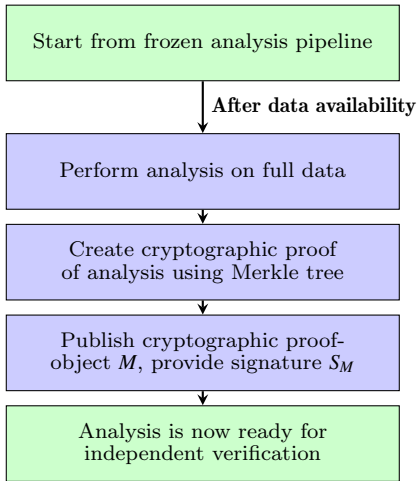 Start from frozen analysis pipeline
After data availability
Perform analysis on full data
Create cryptographic proof
of analysis using Merkle tree
Publish cryptographic proof-
object M, provide signature S_M
Analysis is now ready for
independent verification